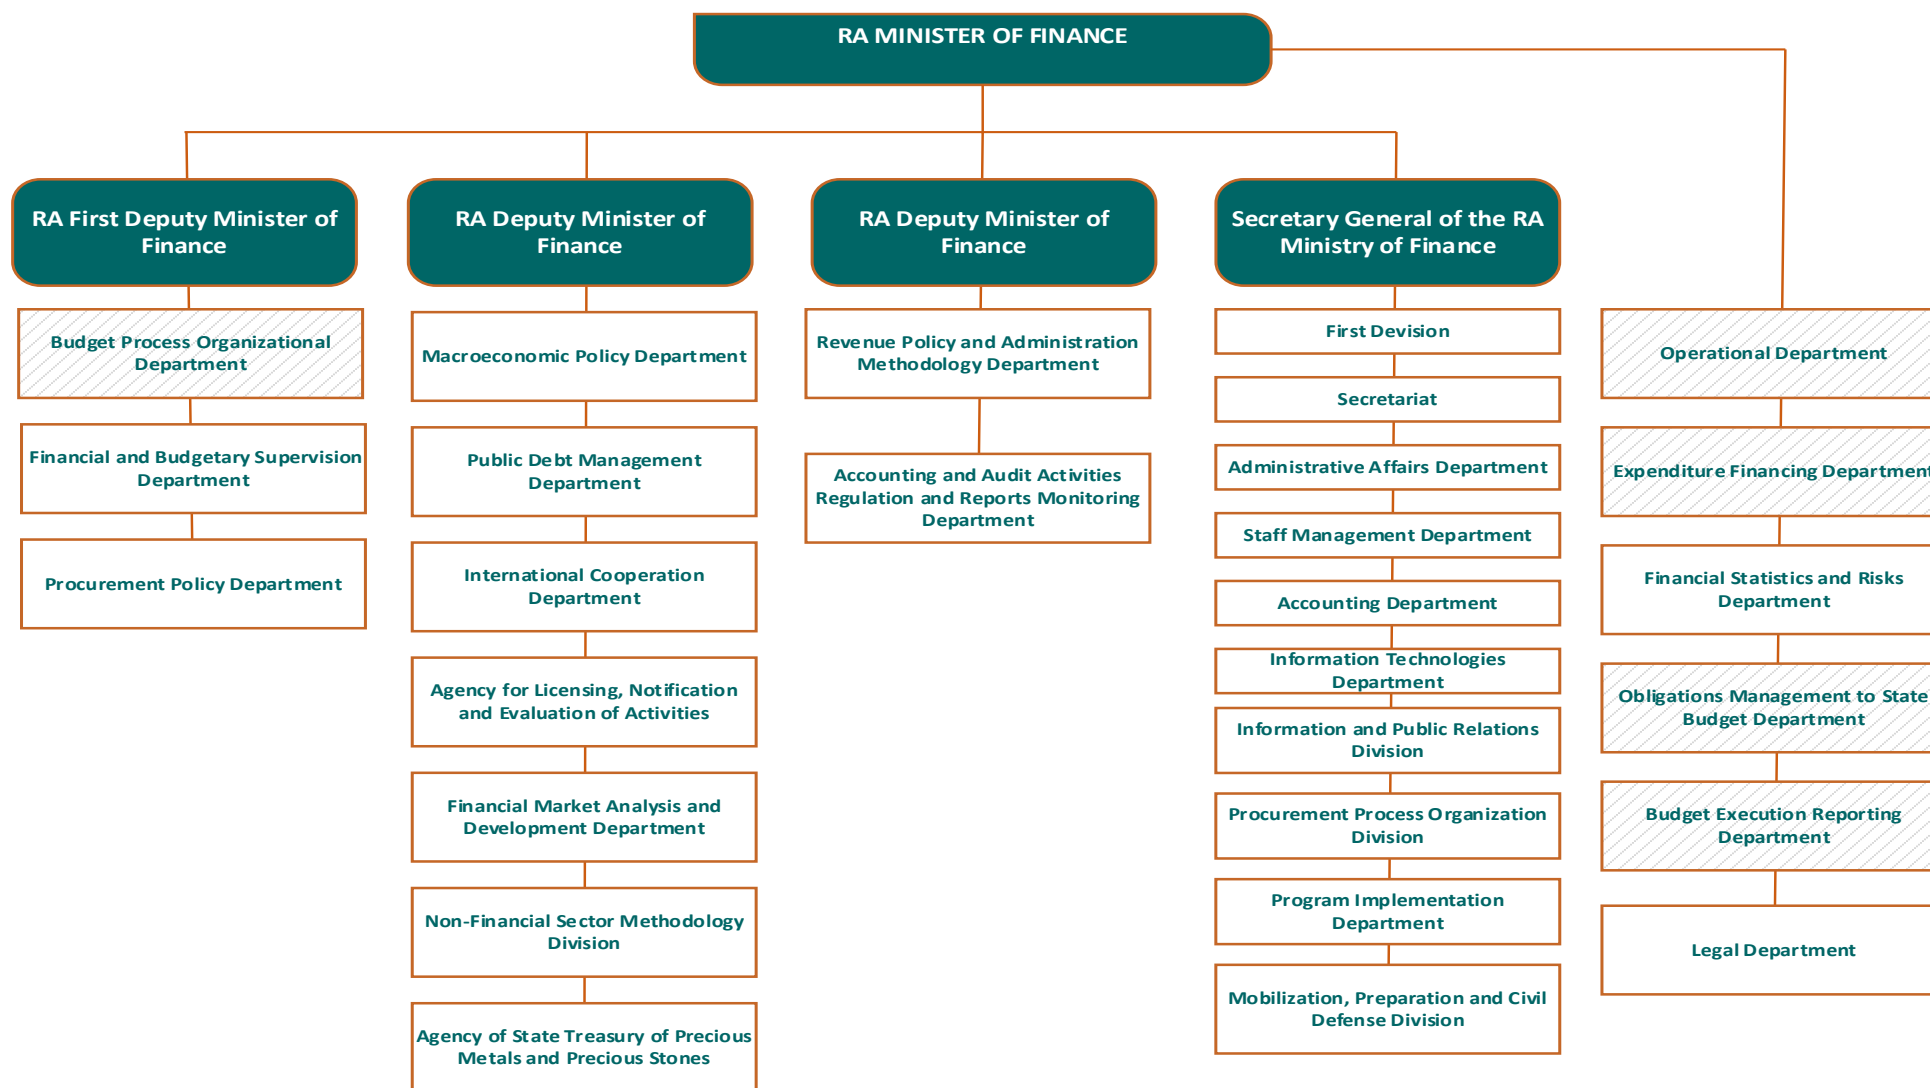 RA MINISTER OF FINANCE
RA First Deputy Minister of
Finance
Budget Process Organizational
Department
Financial and Budgetary Supervision
Department
Procurement Policy Department
RA Deputy Minister of
Finance
Macroeconomic Policy Department
Public Debt Management
Department
International Cooperation
Department
Agency for Licensing, Notification
and Evaluation of Activities
Financial Market Analysis and
Development Department
Non-Financial Sector Methodology
Division
Agency of State Treasury of Precious
Metals and Precious Stones
RA Deputy Minister of
Finance
Revenue Policy and Administration
Methodology Department
Accounting and Audit Activities
Regulation and Reports Monitoring
Department
Secretary General of the RA
Ministry of Finance
First Devision
Secretariat
Administrative Affairs Department
Staff Management Department
Accounting Department
Information Technologies
Department
Information and Public Relations
Division
Procurement Process Organization
Division
Program Implementation
Department
Mobilization, Preparation and Civil
Defense Division
Operational Department
Expenditure Financing Department
Financial Statistics and Risks
Department
Obligations Management to State
Budget Department
Budget Execution Reporting
Department
Legal Department